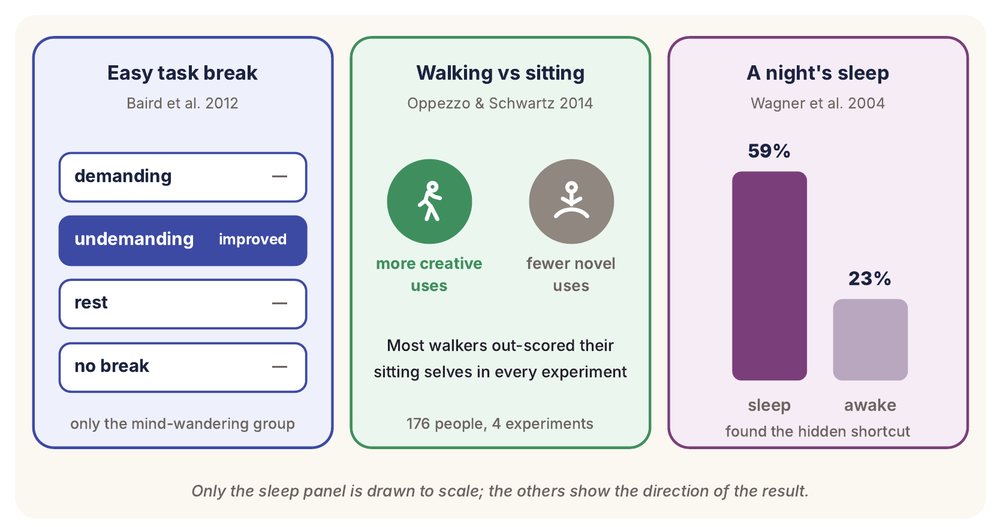 Easy task break
Baird et al. 2012
demanding —
undemanding improved
rest —
no break —
only the mind-wandering group
Walking vs sitting
Oppezzo & Schwartz 2014
more creative
uses
fewer novel
uses
Most walkers out-scored their
sitting selves in every experiment
176 people, 4 experiments
A night's sleep
Wagner et al. 2004
59%
23%
sleep
awake
found the hidden shortcut
Only the sleep panel is drawn to scale; the others show the direction of the result.